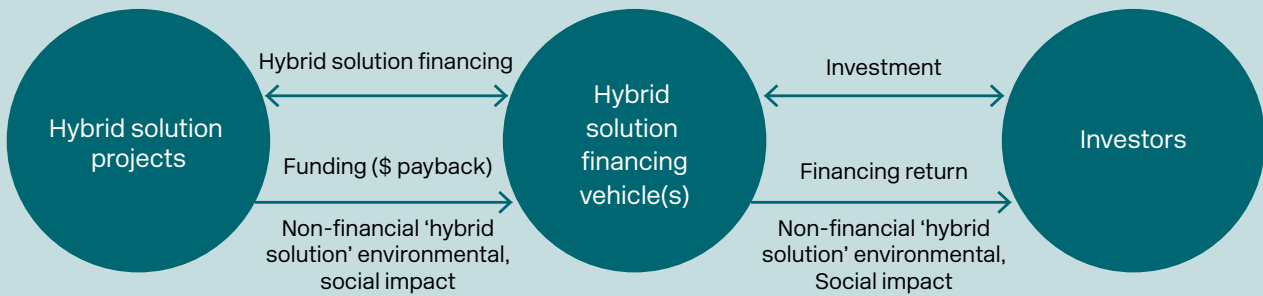 Hybrid solution
projects
Hybrid solution financing
Funding ($ payback)
Non-financial ‘hybrid
solution’ environmental,
social impact
Hybrid
solution
financing
vehicle(s)
Investment
Financing return
Non-financial ‘hybrid
solution’ environmental,
Social impact
Investors